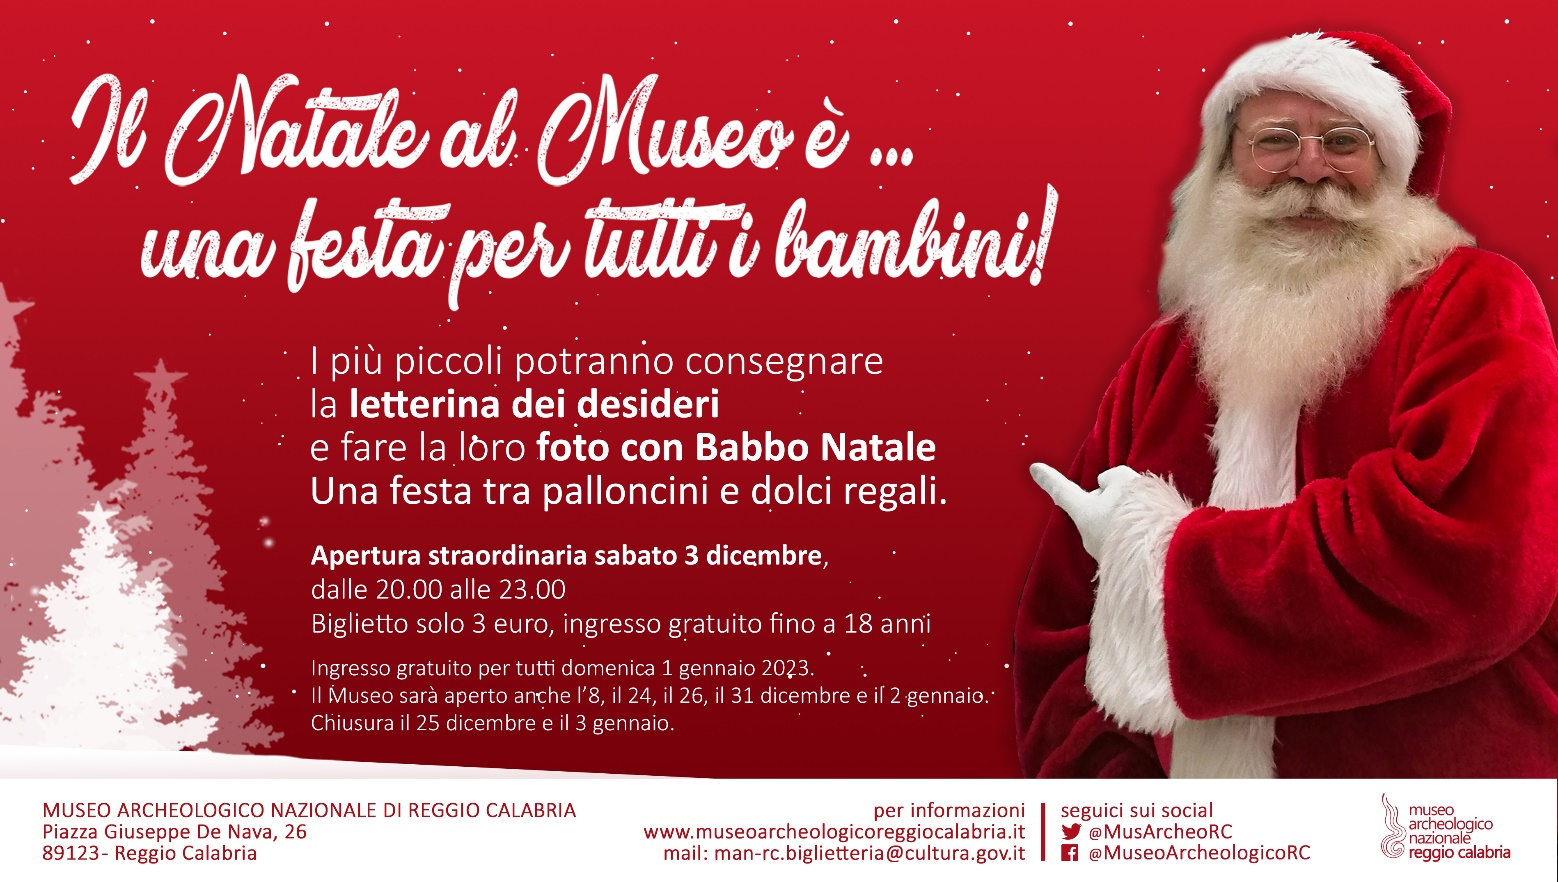 Il Natale al Museo è ...
una festa per tutti i bambini!
I più piccoli potranno consegnare
la letterina dei desideri
e fare la loro foto con Babbo Natale
Una festa tra palloncini e dolci regali.
Apertura straordinaria sabato 3 dicembre,
dalle 20.00 alle 23.00
Biglietto solo 3 euro, ingresso gratuito fino a 18 anni
Ingresso gratuito per tutti domenica 1 gennaio 2023.
Il Museo sarà aperto anche l'8, il 24, il 26, il 31 dicembre e il 2 gennaio.
Chiusura il 25 dicembre e il 3 gennaio.
MUSEO ARCHEOLOGICO NAZIONALE DI REGGIO CALABRIA
Piazza Giuseppe De Nava, 26
89123- Reggio Calabria
per informazioni
www.museoarcheologicoreggiocalabria.it
mail: man-rc.biglietteria@cultura.gov.it
seguici sui social
@MusArcheoRC
@MuseoArcheologicoRC
museo
archeologico
nazionale
reggio calabria